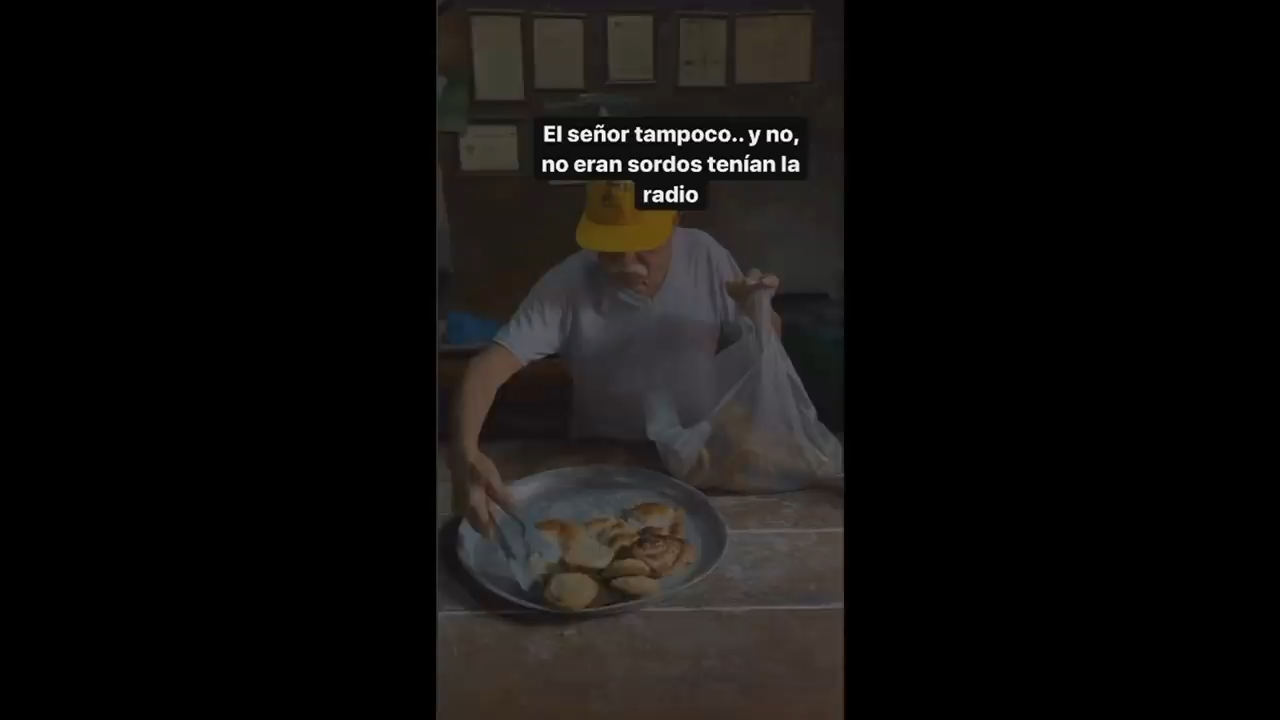 El señor tampoco.. y no,
no eran sordos tenían la
radio